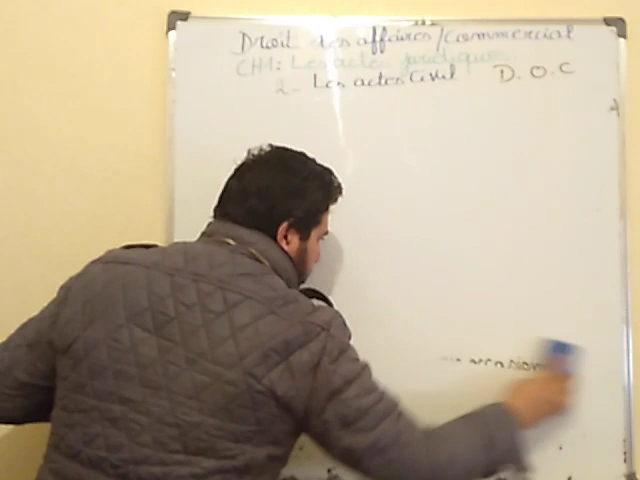 Droit des affaires/Commercial
CH1: Les actes juridiques
2- Les actes Civil D.O.C